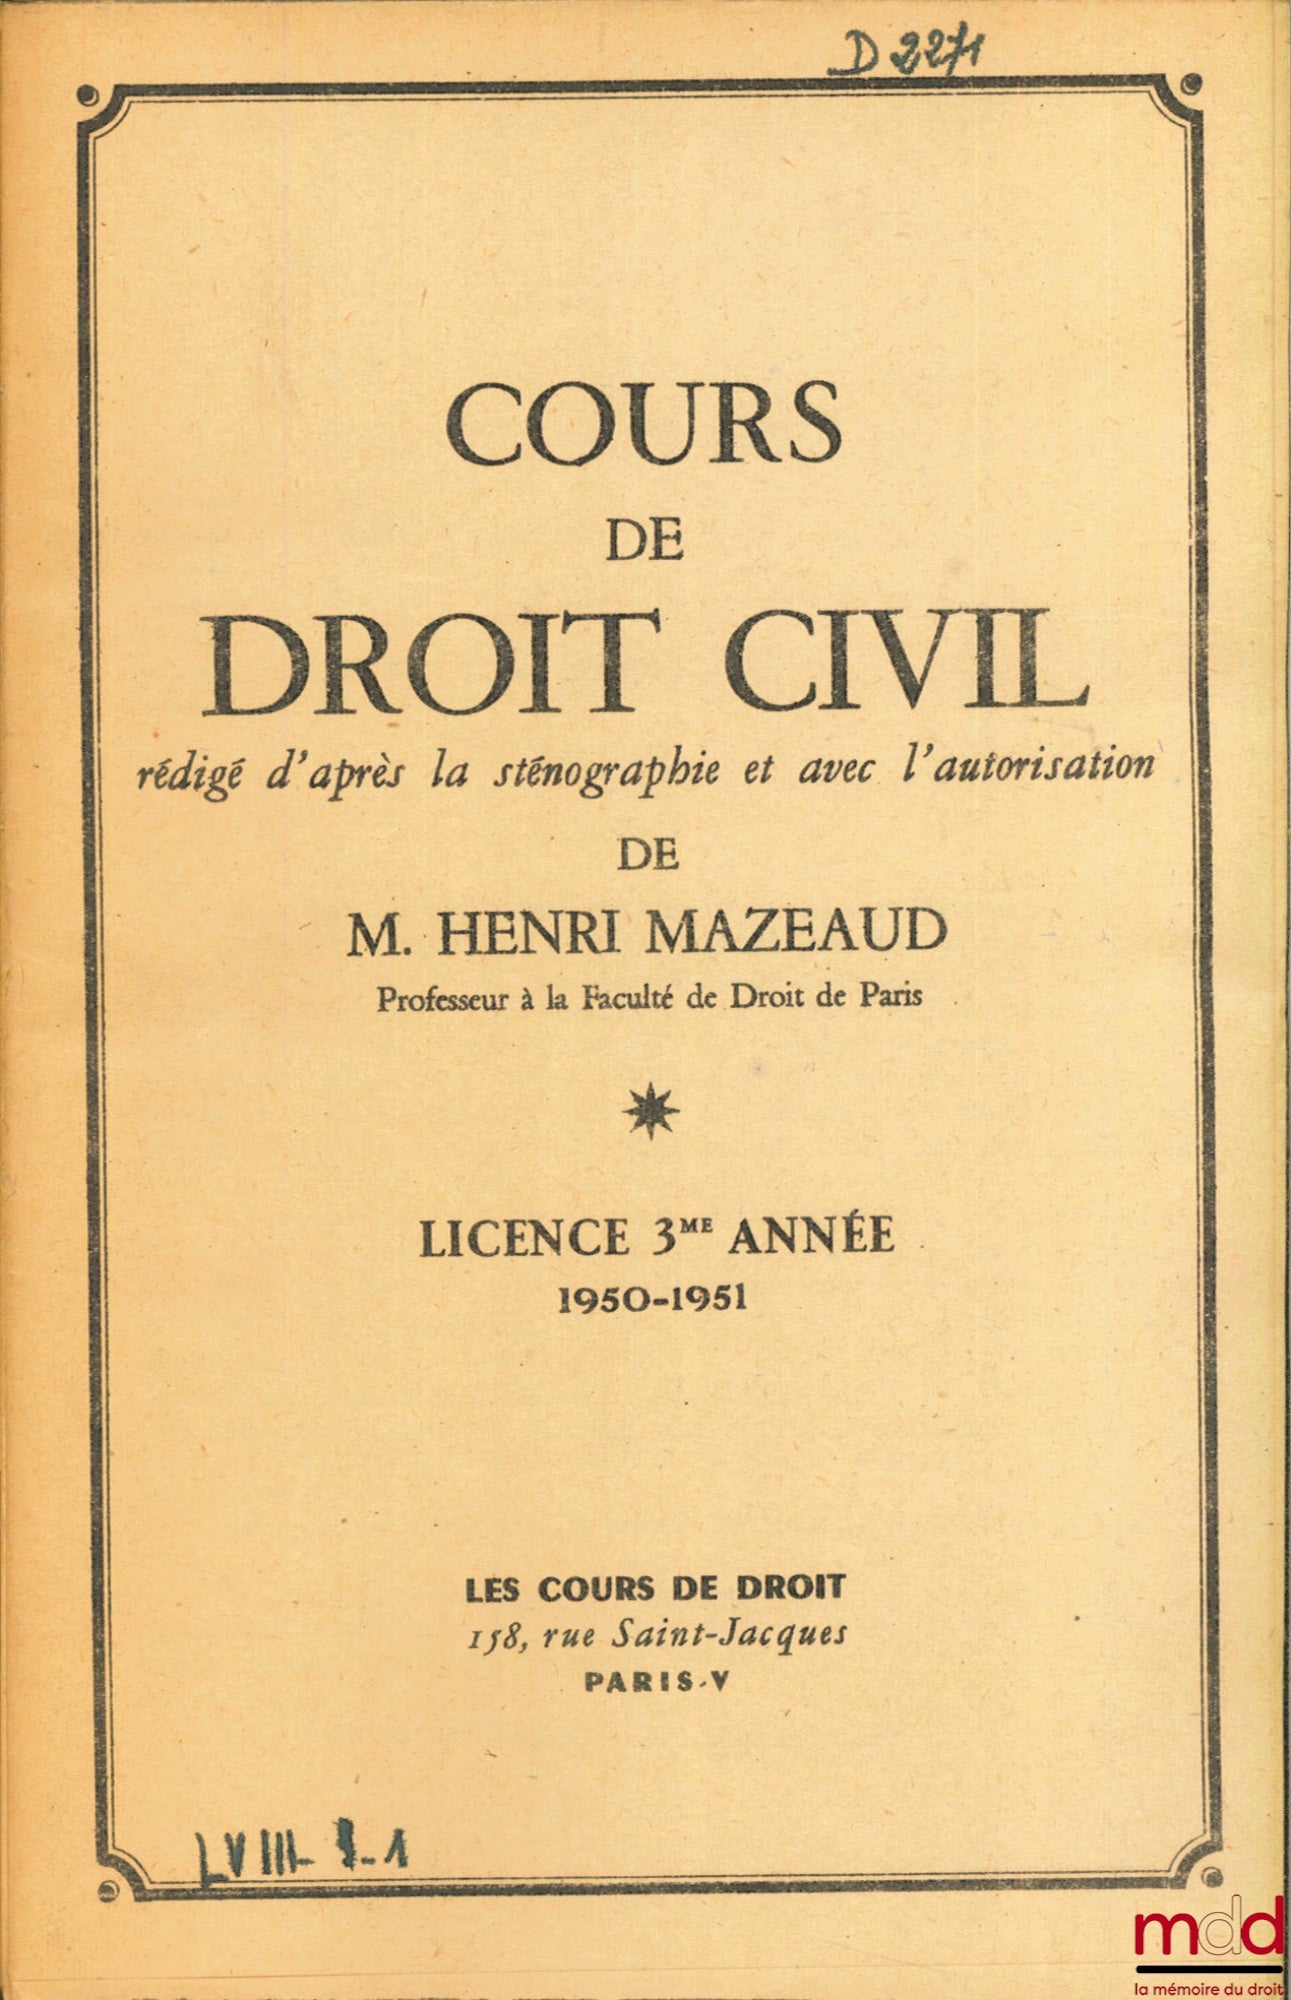 D 2271
COURS
DE
DROIT CIVIL
rédigé d'après la sténographie et avec l'autorisation
DE
M. HENRI MAZEAUD
Professeur à la Faculté de Droit de Paris
LICENCE 3ME ANNÉE
1950-1951
LES COURS DE DROIT
158, rue Saint-Jacques
PARIS-V
LVIII-
mdd
la mémoire du droit